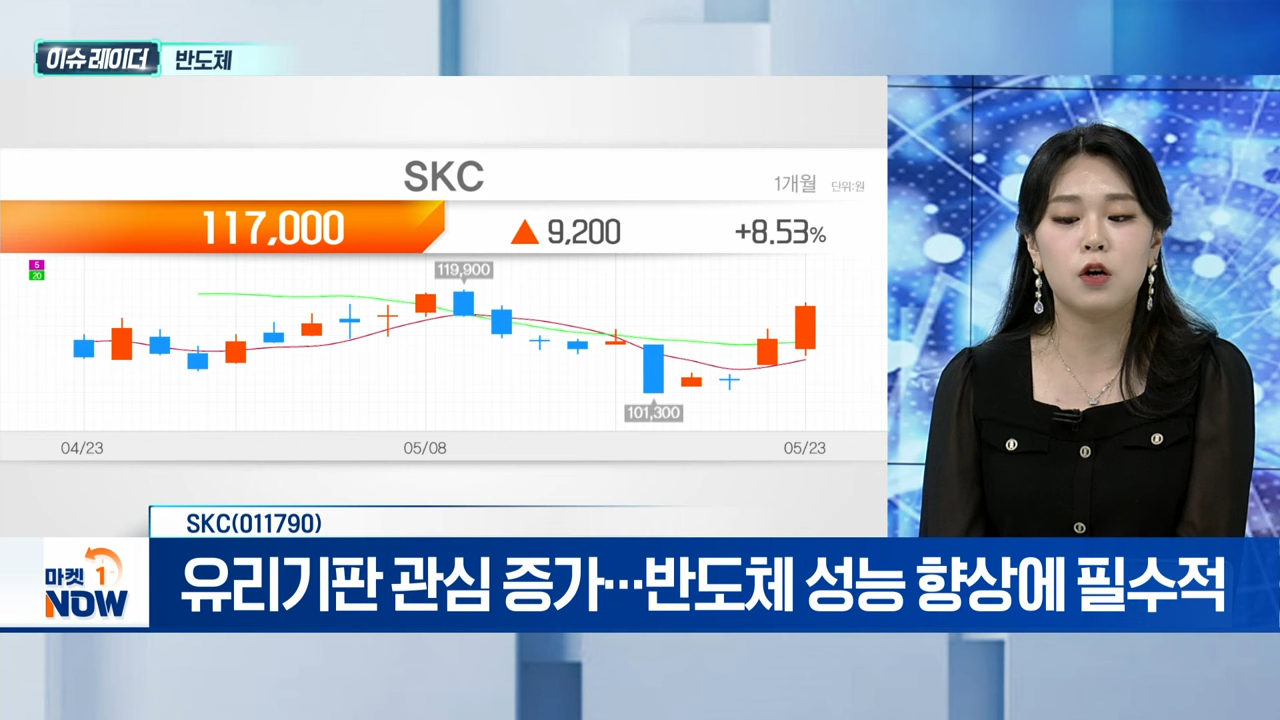 이슈 레이더 반도체
SKC
1개월 단위:원
117,000 ▲ 9,200 +8.53%
5
20
119,900
101,300
04/23 05/08 05/23
SKC(011790)
마켓 1
NOW
유리기판 관심 증가…반도체 성능 향상에 필수적